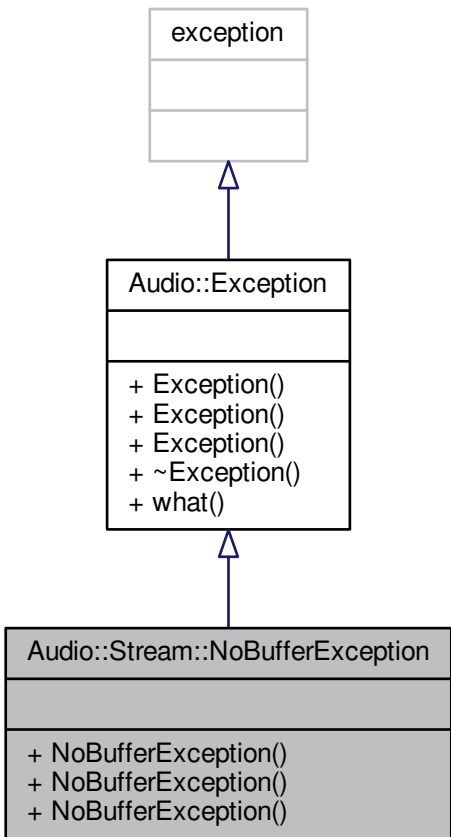 exception
Audio::Exception
+ Exception()
+ Exception()
+ Exception()
+ ~Exception()
+ what()
Audio::Stream::NoBufferException
+ NoBufferException()
+ NoBufferException()
+ NoBufferException()